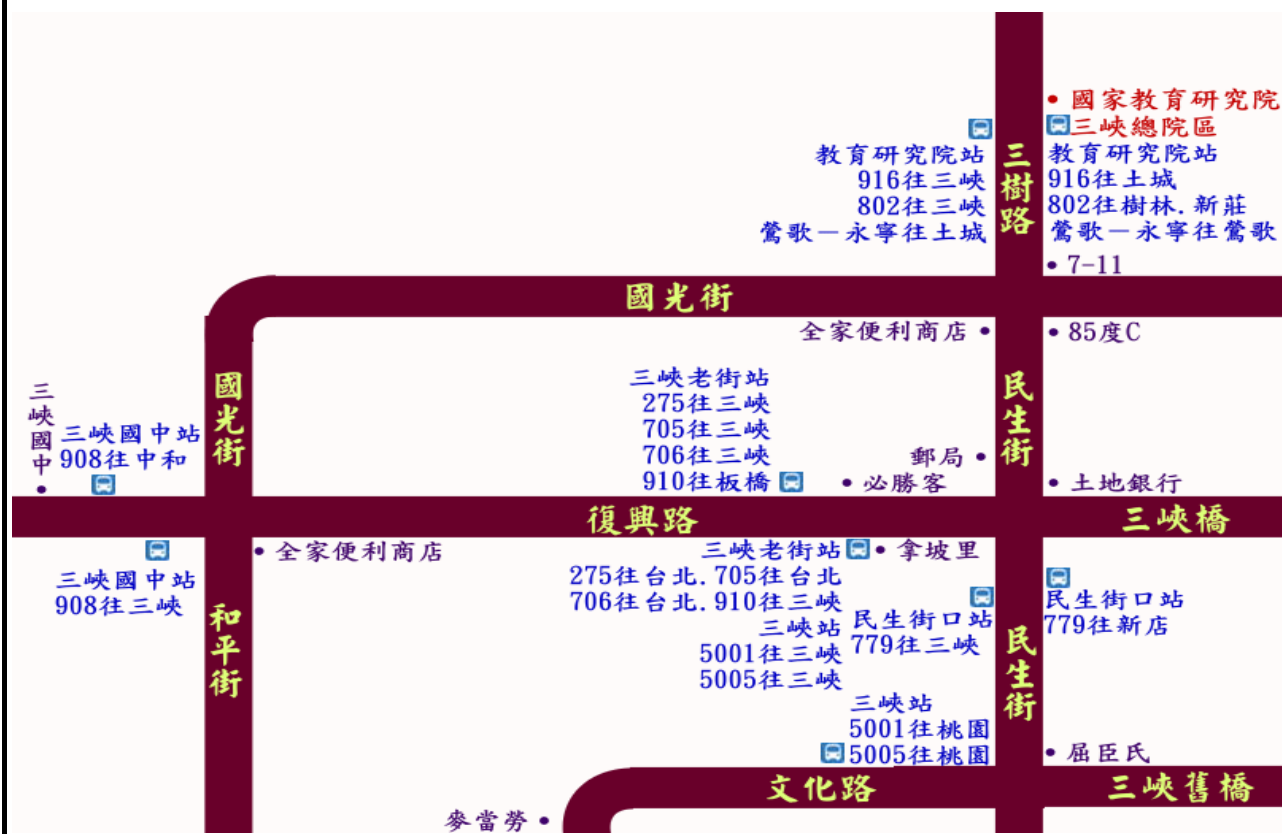 • 國家教育研究院
三峽總院區
教育研究院站
916往三峽
802往三峽
鶯歌－永寧往土城
三樹路
教育研究院站
916往土城
802往樹林.新莊
鶯歌－永寧往鶯歌
• 7-11
國光街
全家便利商店 •
• 85度C
三峽國中
•
三峽國中站
908往中和
國光街
三峽老街站
275往三峽
705往三峽
706往三峽
910往板橋
郵局 •
• 必勝客
民生街
• 土地銀行
復興路
三峽橋
三峽國中站
908往三峽
• 全家便利商店
和平街
三峽老街站
• 拿坡里
275往台北.705往台北
706往台北.910往三峽
三峽站
5001往三峽
5005往三峽
民生街口站
779往三峽
三峽站
5001往桃園
5005往桃園
民生街
民生街口站
779往新店
• 屈臣氏
文化路
三峽舊橋
麥當勞 •